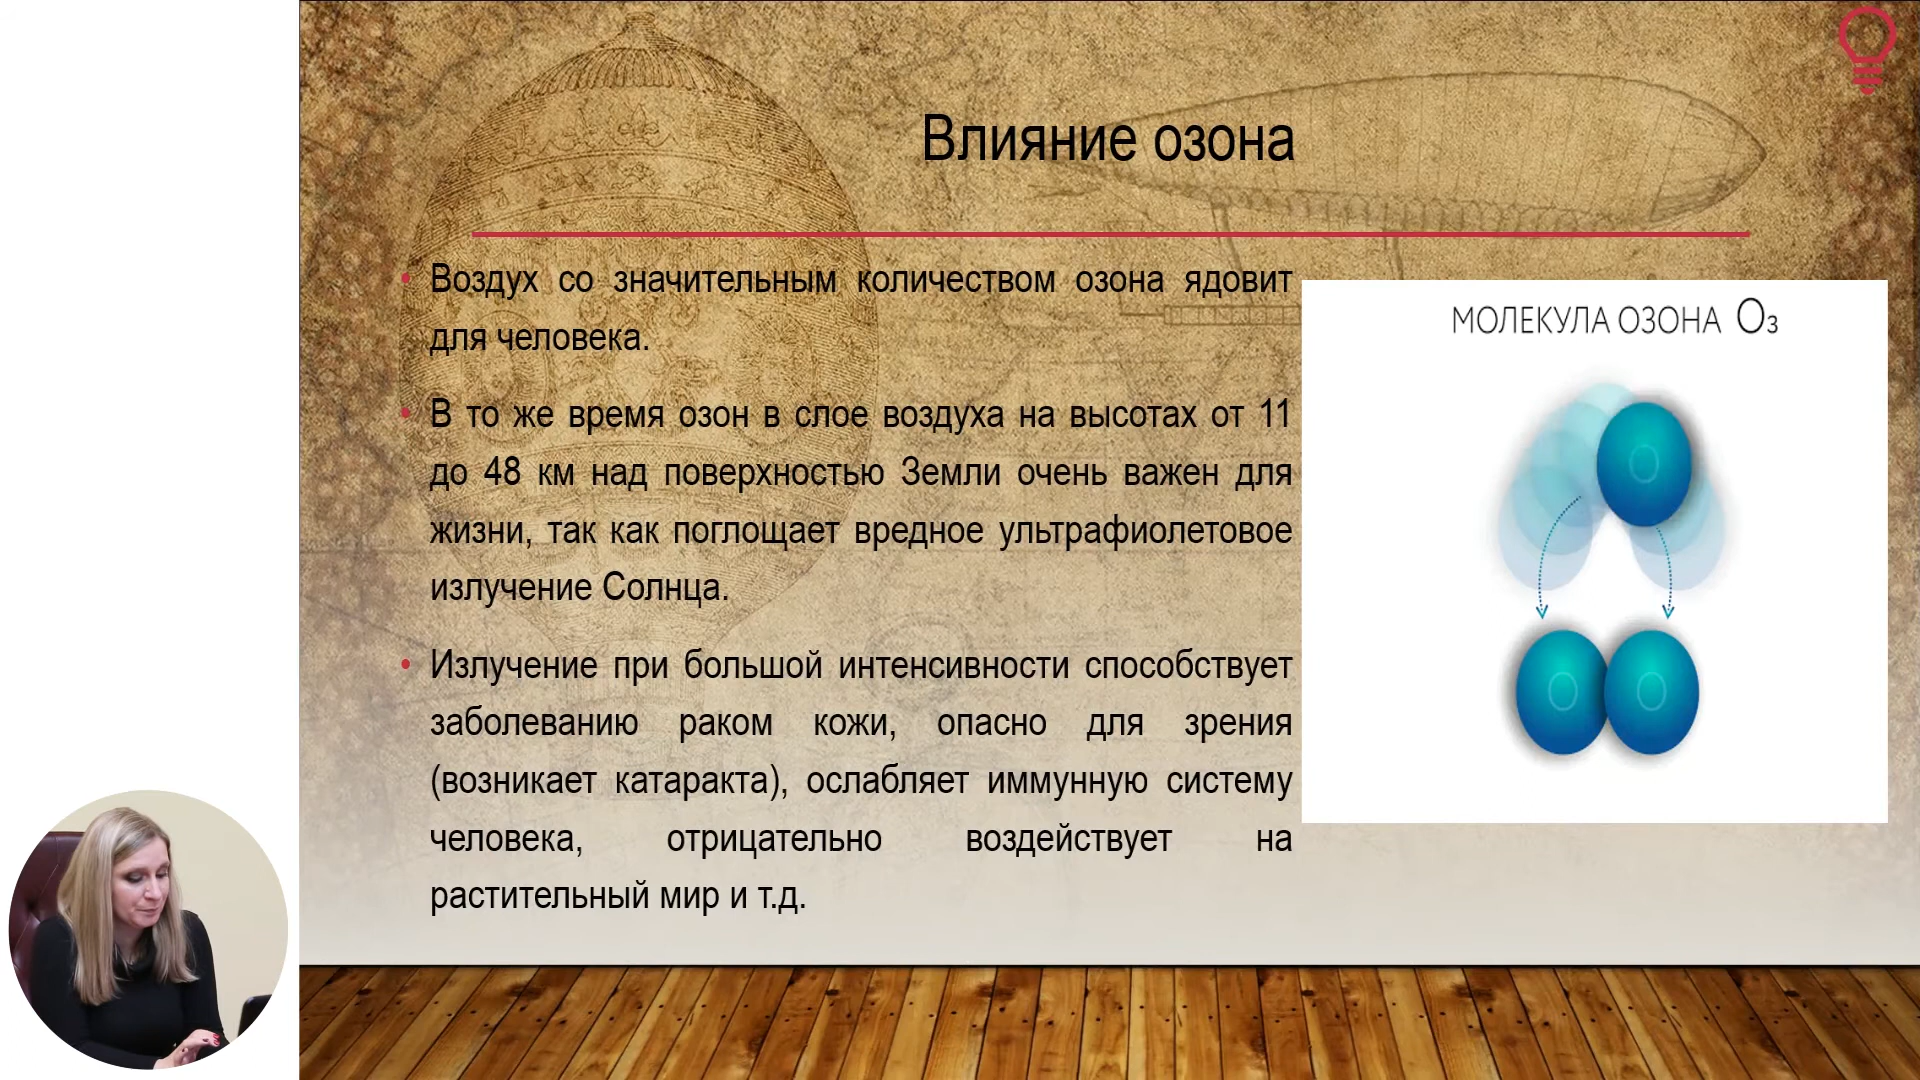 Влияние озона
Воздух со значительным количеством озона ядовит
для человека.
В то же время озон в слое воздуха на высотах от 11
до 48 км над поверхностью Земли очень важен для
жизни, так как поглощает вредное ультрафиолетовое
излучение Солнца.
Излучение при большой интенсивности способствует
заболеванию раком кожи, опасно для зрения
(возникает катаракта), ослабляет иммунную систему
человека, отрицательно воздействует на
растительный мир и т.д.
МОЛЕКУЛА ОЗОНА O₃
O
O O